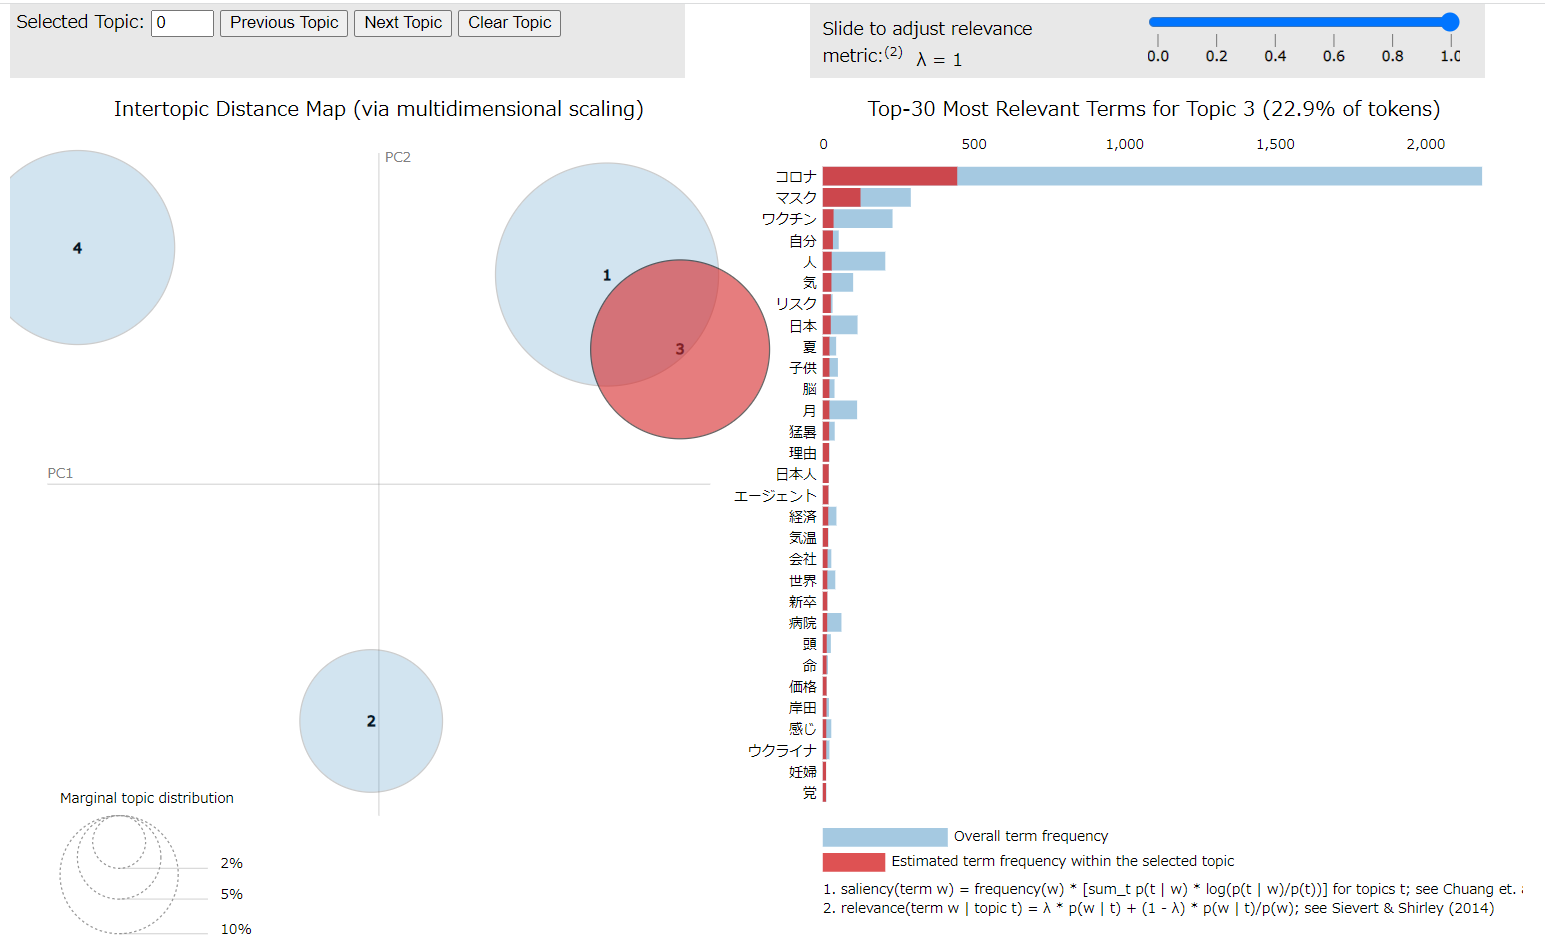 Selected Topic: 0 Previous Topic Next Topic Clear Topic
Slide to adjust relevance
metric:(2) λ = 1
0.0 0.2 0.4 0.6 0.8 1.0
Intertopic Distance Map (via multidimensional scaling)
PC2
4
1
3
PC1
2
Marginal topic distribution
2%
5%
10%
Top-30 Most Relevant Terms for Topic 3 (22.9% of tokens)
0 500 1,000 1,500 2,000
コロナ
マスク
ワクチン
自分
人
気
リスク
日本
夏
子供
脳
月
猛暑
理由
日本人
エージェント
経済
気温
会社
世界
新卒
病院
頭
命
価格
岸田
感じ
ウクライナ
妊婦
党
Overall term frequency
Estimated term frequency within the selected topic
1. saliency(term w) = frequency(w) * [sum_t p(t | w) * log(p(t | w)/p(t))] for topics t; see Chuang et.
2. relevance(term w | topic t) = λ * p(w | t) + (1 - λ) * p(w | t)/p(w); see Sievert & Shirley (2014)